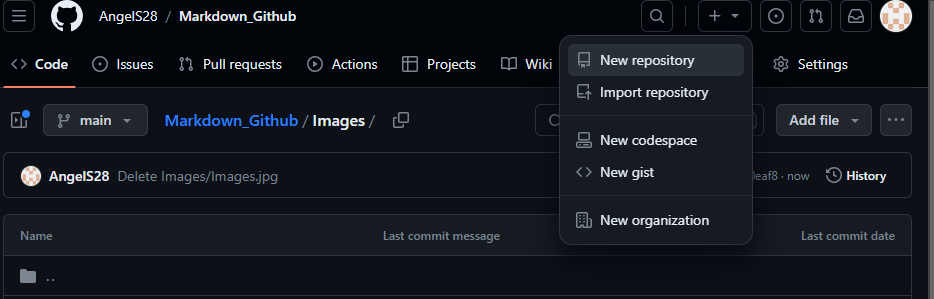 AngelS28 / Markdown_Github
Code Issues Pull requests Actions Projects Wiki Settings
New repository
Import repository
New codespace
New gist
New organization
main Markdown_Github / Images / Add file
AngelS28 Delete Images/Images.jpg eaf8 · now History
Name Last commit message Last commit date
..